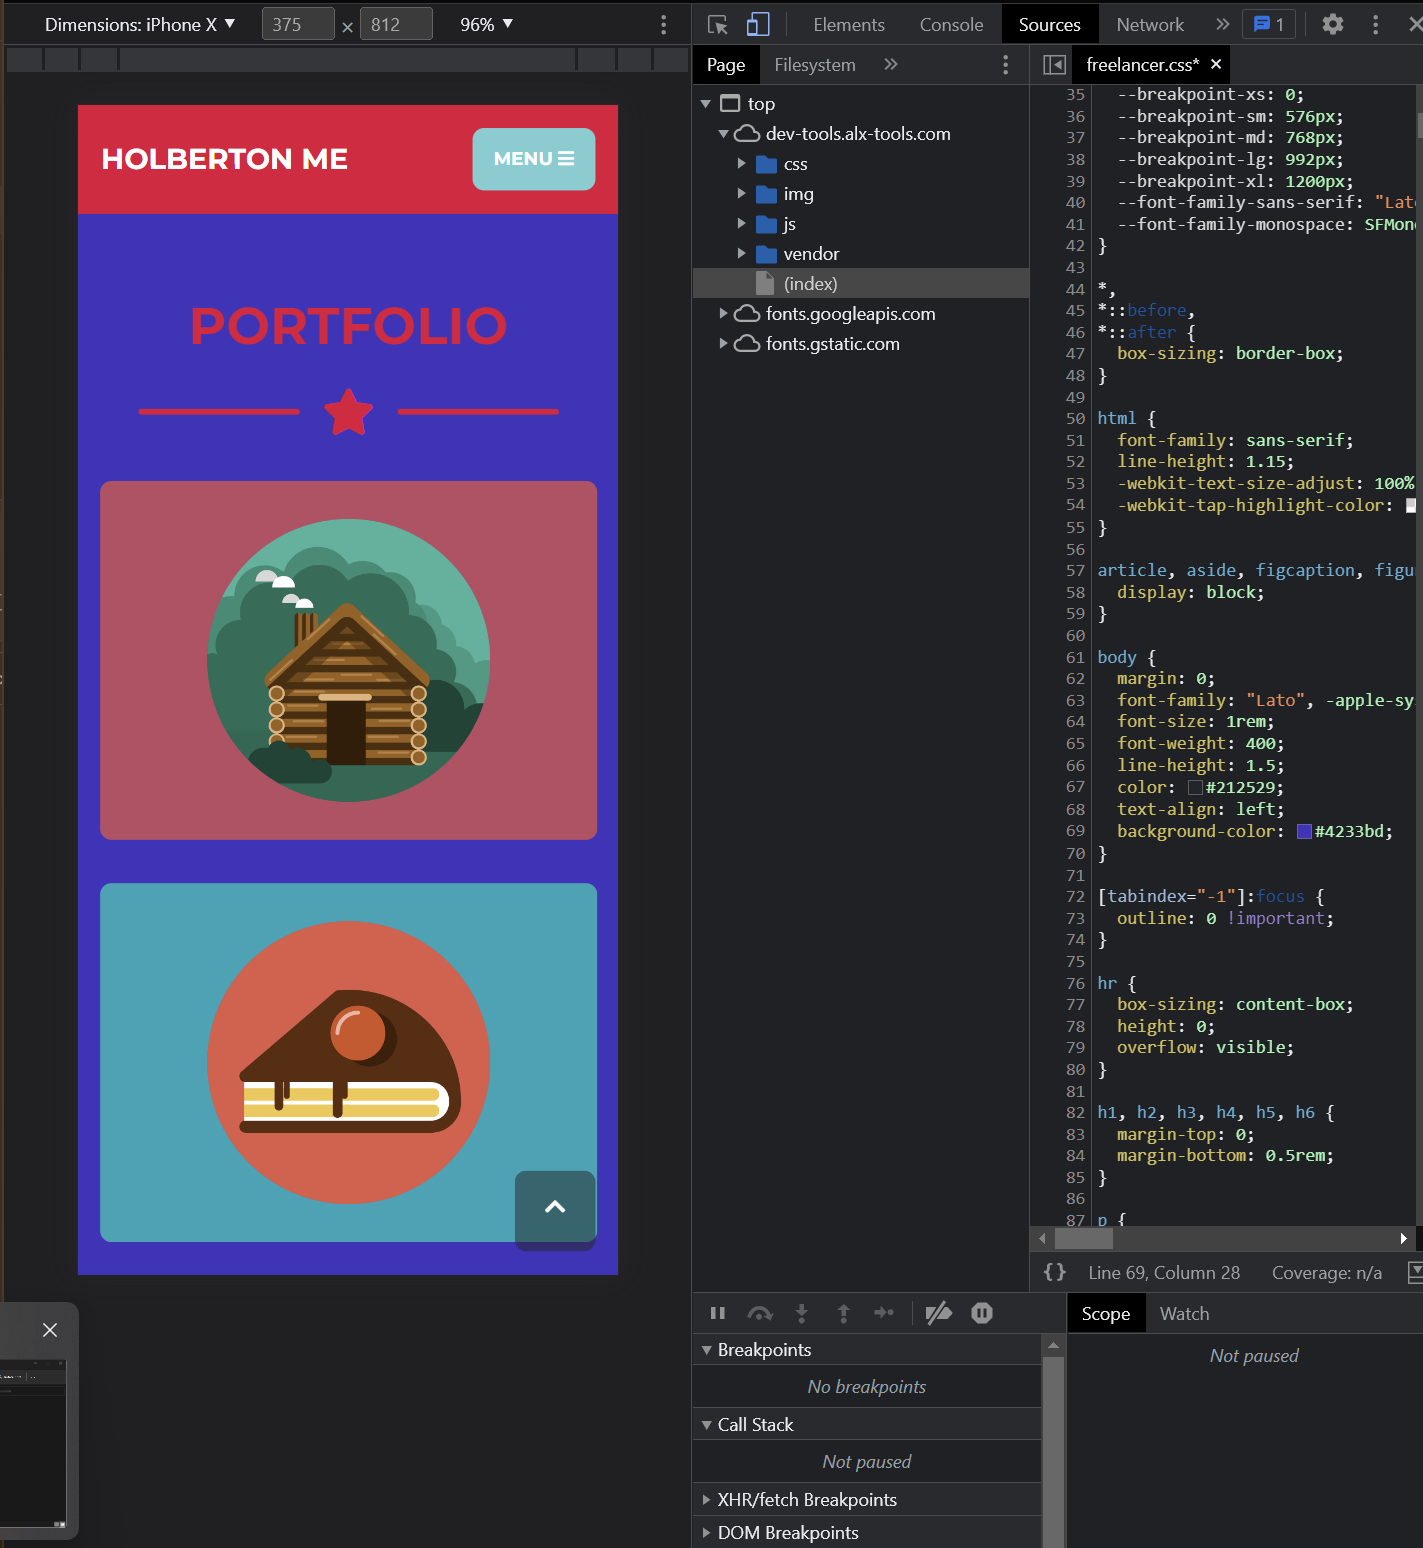 Dimensions: iPhone X ▼ 375 × 812 96% ▼
Elements Console Sources Network » 1
Page Filesystem »
freelancer.css* ×
top
dev-tools.alx-tools.com
css
img
js
vendor
(index)
fonts.googleapis.com
fonts.gstatic.com
HOLBERTON ME
MENU
PORTFOLIO
35 --breakpoint-xs: 0;
36 --breakpoint-sm: 576px;
37 --breakpoint-md: 768px;
38 --breakpoint-lg: 992px;
39 --breakpoint-xl: 1200px;
40 --font-family-sans-serif: "Lato
41 --font-family-monospace: SFMono
42 }
43
44 *,
45 *::before,
46 *::after {
47 box-sizing: border-box;
48 }
49
50 html {
51 font-family: sans-serif;
52 line-height: 1.15;
53 -webkit-text-size-adjust: 100%
54 -webkit-tap-highlight-color:
55 }
56
57 article, aside, figcaption, figu
58 display: block;
59 }
60
61 body {
62 margin: 0;
63 font-family: "Lato", -apple-sy
64 font-size: 1rem;
65 font-weight: 400;
66 line-height: 1.5;
67 color: #212529;
68 text-align: left;
69 background-color: #4233bd;
70 }
71
72 [tabindex="-1"]:focus {
73 outline: 0 !important;
74 }
75
76 hr {
77 box-sizing: content-box;
78 height: 0;
79 overflow: visible;
80 }
81
82 h1, h2, h3, h4, h5, h6 {
83 margin-top: 0;
84 margin-bottom: 0.5rem;
85 }
86
87 p {
{} Line 69, Column 28 Coverage: n/a
Scope Watch
Not paused
Breakpoints
No breakpoints
Call Stack
Not paused
XHR/fetch Breakpoints
DOM Breakpoints